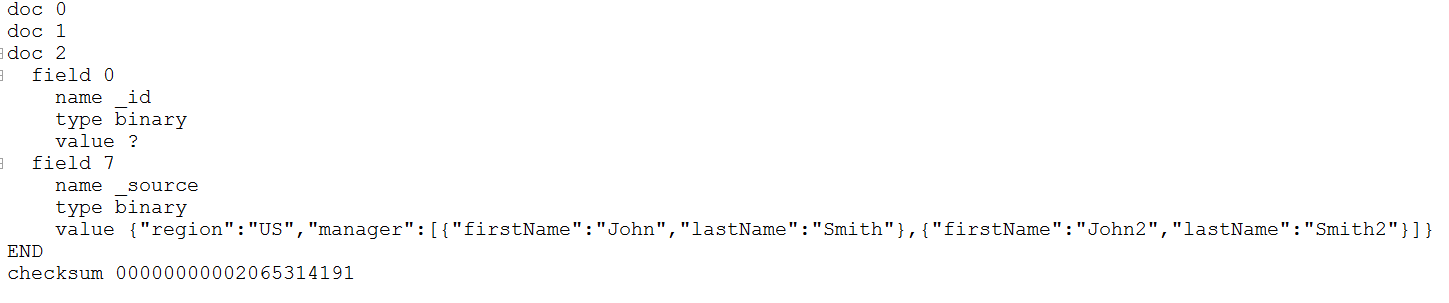 doc 0
doc 1
doc 2
field 0
name _id
type binary
value ?
field 7
name _source
type binary
value {"region":"US","manager":[{"firstName":"John","lastName":"Smith"},{"firstName":"John2","lastName":"Smith2"}]}
END
checksum 00000000002065314191